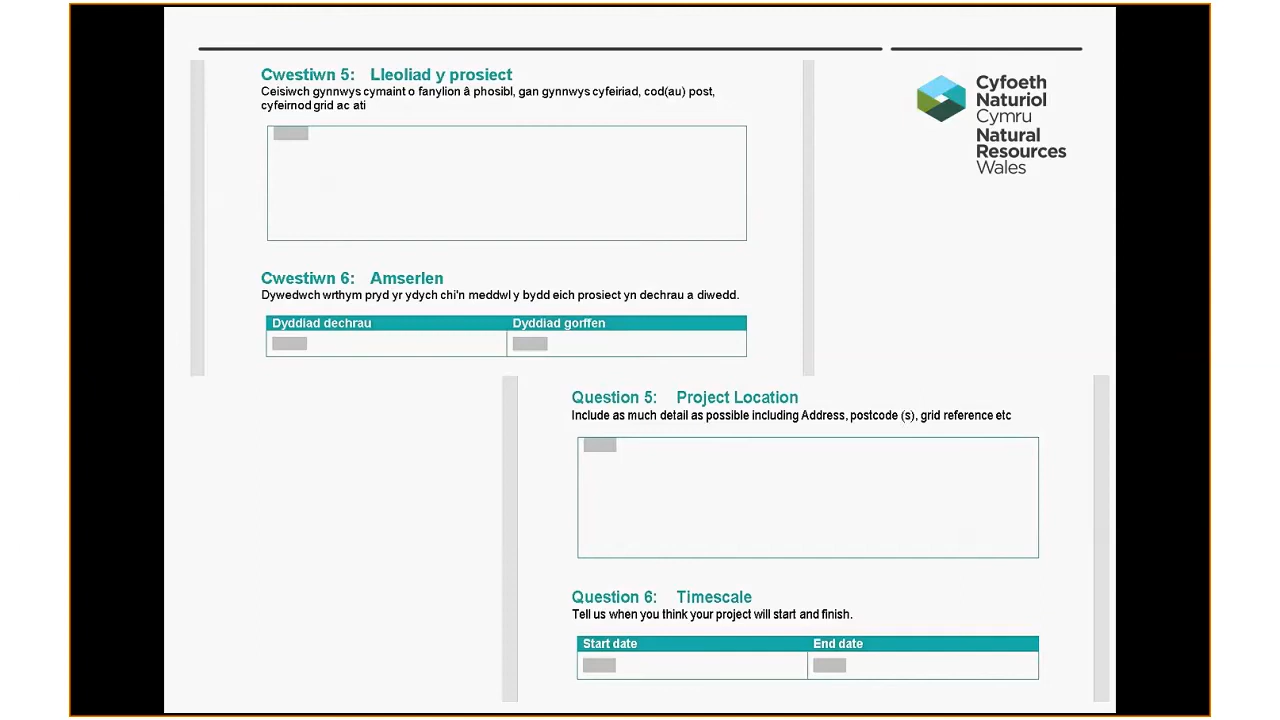 Cwestiwn 5: Lleoliad y prosiect
Ceisiwch gynnwys cymaint o fanylion â phosibl, gan gynnwys cyfeiriad, cod(au) post,
cyfeirnod grid ac ati
Cwestiwn 6: Amserlen
Dywedwch wrthym pryd yr ydych chi'n meddwl y bydd eich prosiect yn dechrau a diwedd.
Dyddiad dechrau Dyddiad gorffen
Cyfoeth
Naturiol
Cymru
Natural
Resources
Wales
Question 5: Project Location
Include as much detail as possible including Address, postcode (s), grid reference etc
Question 6: Timescale
Tell us when you think your project will start and finish.
Start date End date